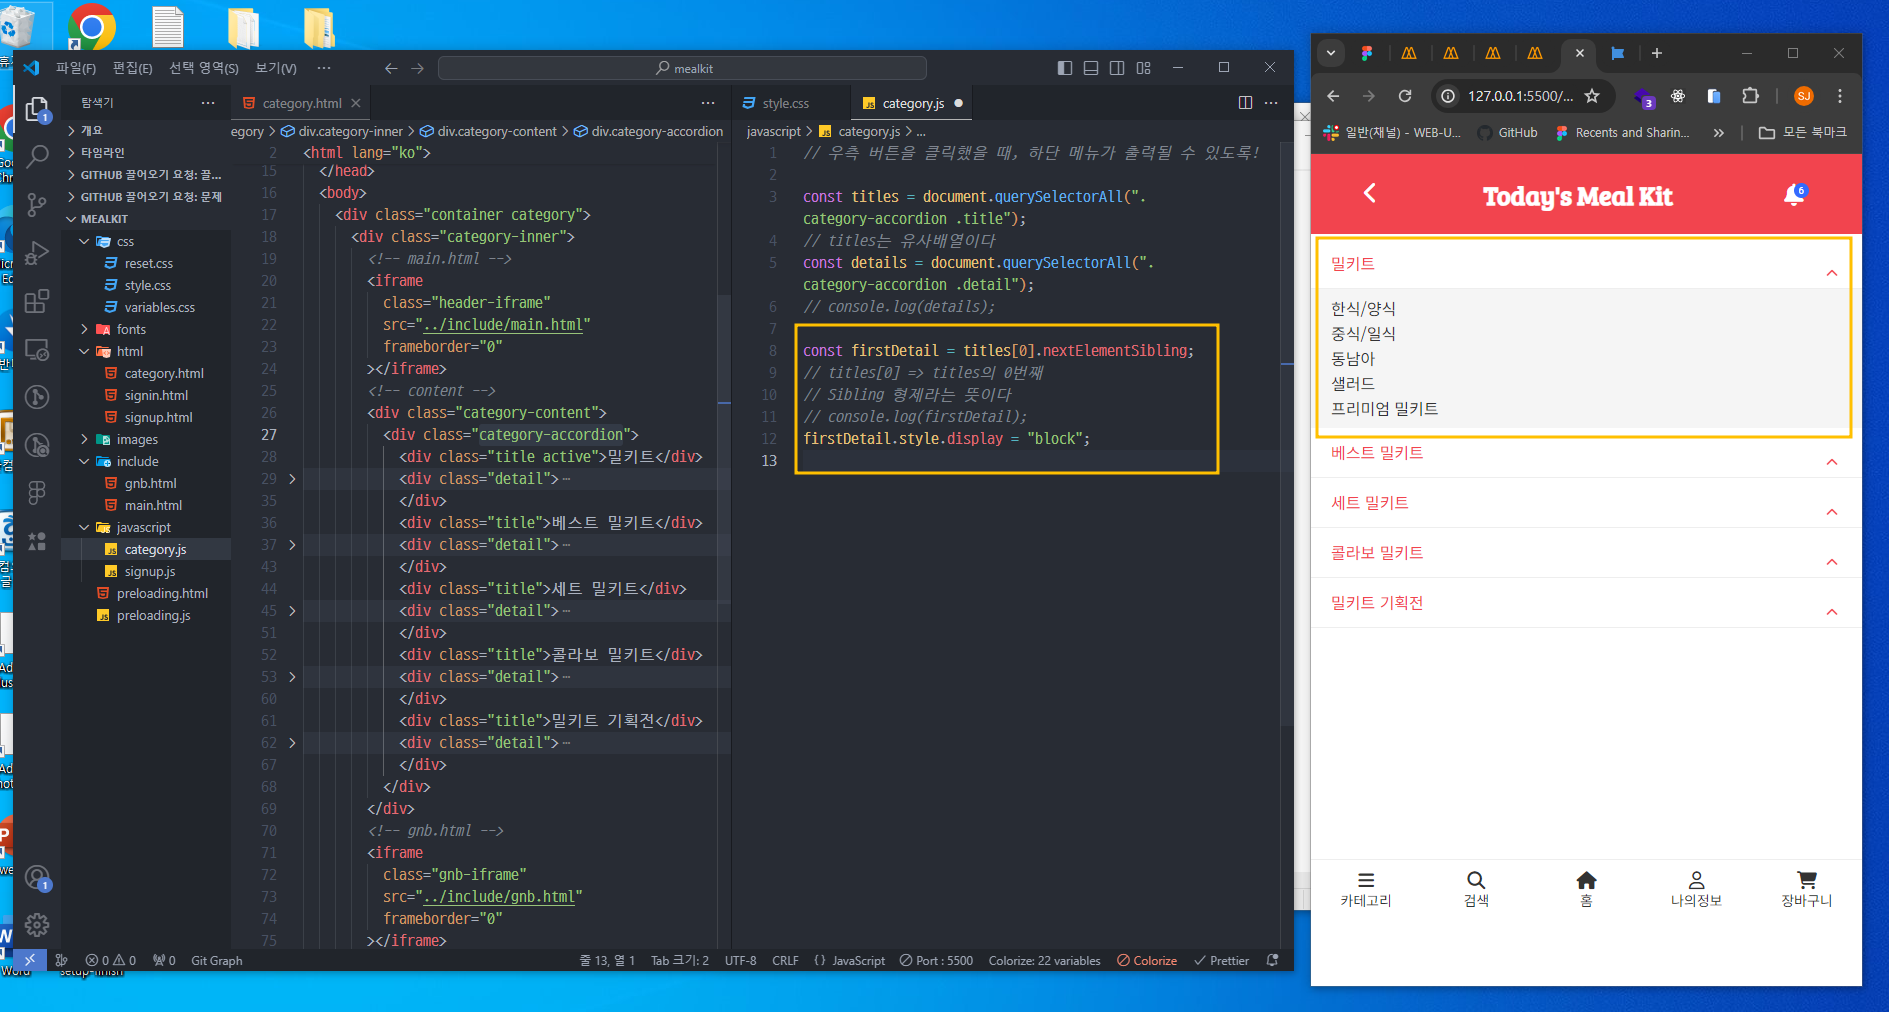 파일(F) 편집(E) 선택 영역(S) 보기(V) ···
mealkit
탐색기
개요
타임라인
GITHUB 끌어오기 요청: 끌...
GITHUB 끌어오기 요청: 문제
MEALKIT
css
reset.css
style.css
variables.css
fonts
html
category.html
signin.html
signup.html
images
include
gnb.html
main.html
javascript
category.js
signup.js
preloading.html
preloading.js
category.html
egory > div.category-inner > div.category-content > div.category-accordion
2 <html lang="ko">
15 </head>
16 <body>
17 <div class="container category">
18 <div class="category-inner">
19 <!-- main.html -->
20 <iframe
21 class="header-iframe"
22 src="../include/main.html"
23 frameborder="0"
24 ></iframe>
25 <!-- content -->
26 <div class="category-content">
27 <div class="category-accordion">
28 <div class="title active">밀키트</div>
29 <div class="detail">···
35 </div>
36 <div class="title">베스트 밀키트</div>
37 <div class="detail">···
43 </div>
44 <div class="title">세트 밀키트</div>
45 <div class="detail">···
51 </div>
52 <div class="title">콜라보 밀키트</div>
53 <div class="detail">···
60 </div>
61 <div class="title">밀키트 기획전</div>
62 <div class="detail">···
67 </div>
68 </div>
69 </div>
70 <!-- gnb.html -->
71 <iframe
72 class="gnb-iframe"
73 src="../include/gnb.html"
74 frameborder="0"
75 ></iframe>
style.css
category.js
javascript > category.js > ...
1 // 우측 버튼을 클릭했을 때, 하단 메뉴가 출력될 수 있도록!
2
3 const titles = document.querySelectorAll(".
category-accordion .title");
4 // titles는 유사배열이다
5 const details = document.querySelectorAll(".
category-accordion .detail");
6 // console.log(details);
7
8 const firstDetail = titles[0].nextElementSibling;
9 // titles[0] => titles의 0번째
10 // Sibling 형제라는 뜻이다
11 // console.log(firstDetail);
12 firstDetail.style.display = "block";
13
0 0 0 Git Graph
줄 13, 열 1 Tab 크기: 2 UTF-8 CRLF {} JavaScript Port : 5500 Colorize: 22 variables Colorize Prettier
127.0.0.1:5500/...
3
SJ
일반(채널) - WEB-U... GitHub Recents and Sharin... » 모든 북마크
Today's Meal Kit
6
밀키트
한식/양식
중식/일식
동남아
샐러드
프리미엄 밀키트
베스트 밀키트
세트 밀키트
콜라보 밀키트
밀키트 기획전
카테고리 검색 홈 나의정보 장바구니
1
1
Word
setup-finish